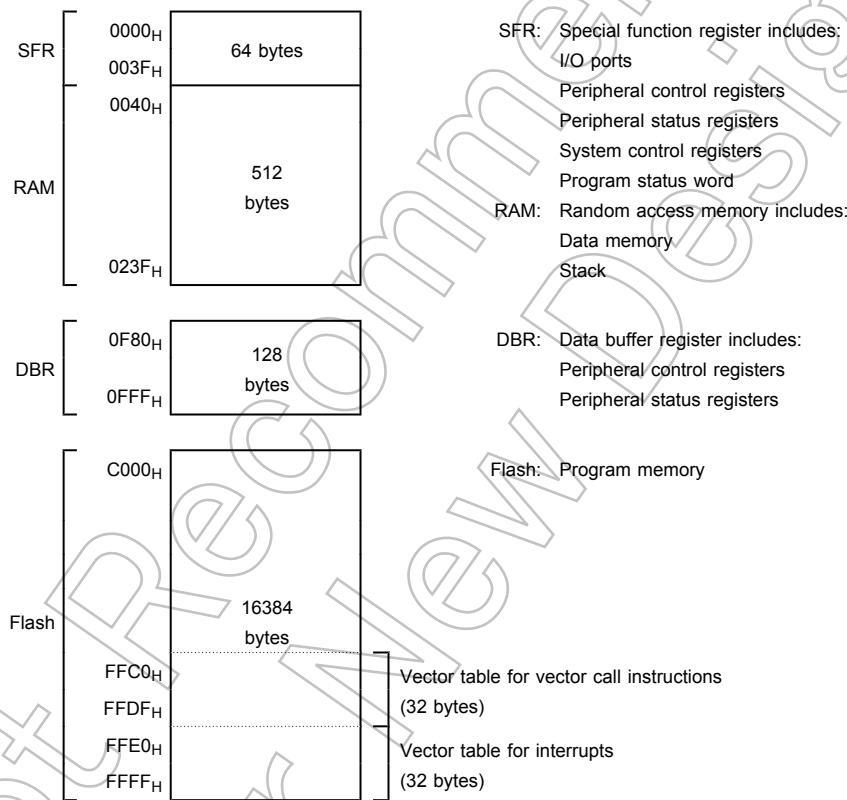 SFR
0000H
003FH
64 bytes
RAM
0040H
023FH
512
bytes
DBR
0F80H
0FFFH
128
bytes
Flash
C000H
16384
bytes
FFC0H
FFDFH
FFE0H
FFFFH
Vector table for vector call instructions
(32 bytes)
Vector table for interrupts
(32 bytes)
SFR: Special function register includes:
I/O ports
Peripheral control registers
Peripheral status registers
System control registers
Program status word
RAM: Random access memory includes:
Data memory
Stack
DBR: Data buffer register includes:
Peripheral control registers
Peripheral status registers
Flash: Program memory